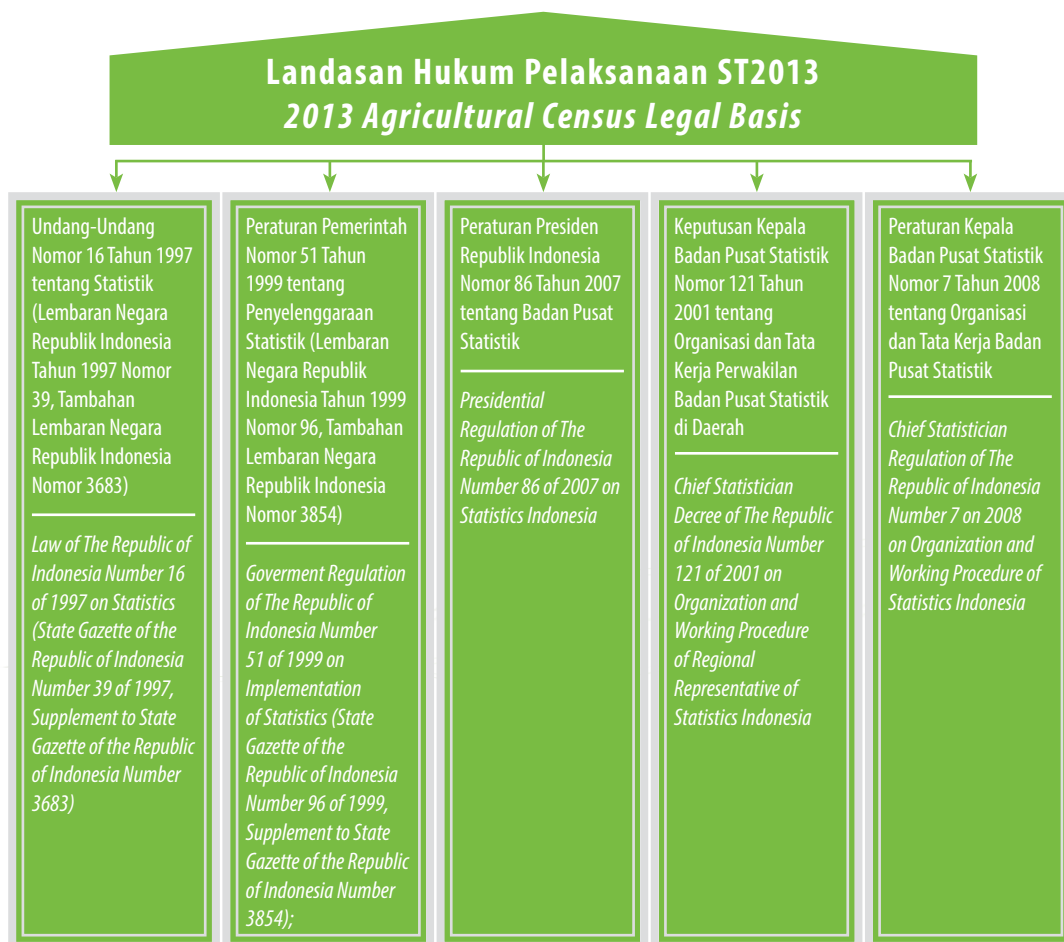 Landasan Hukum Pelaksanaan ST2013
2013 Agricultural Census Legal Basis
Undang-Undang
Nomor 16 Tahun 1997
tentang Statistik
(Lembaran Negara
Republik Indonesia
Tahun 1997 Nomor
39, Tambahan
Lembaran Negara
Republik Indonesia
Nomor 3683)
Law of The Republic of
Indonesia Number 16
of 1997 on Statistics
(State Gazette of the
Republic of Indonesia
Number 39 of 1997,
Supplement to State
Gazette of the Republic
of Indonesia Number
3683)
Peraturan Pemerintah
Nomor 51 Tahun
1999 tentang
Penyelenggaraan
Statistik (Lembaran
Negara Republik
Indonesia Tahun 1999
Nomor 96, Tambahan
Lembaran Negara
Republik Indonesia
Nomor 3854)
Goverment Regulation
of The Republic of
Indonesia Number
51 of 1999 on
Implementation
of Statistics (State
Gazette of the
Republic of Indonesia
Number 96 of 1999,
Supplement to State
Gazette of the Republic
of Indonesia Number
3854);
Peraturan Presiden
Republik Indonesia
Nomor 86 Tahun 2007
tentang Badan Pusat
Statistik
Presidential
Regulation of The
Republic of Indonesia
Number 86 of 2007 on
Statistics Indonesia
Keputusan Kepala
Badan Pusat Statistik
Nomor 121 Tahun
2001 tentang
Organisasi dan Tata
Kerja Perwakilan
Badan Pusat Statistik
di Daerah
Chief Statistician
Decree of The Republic
of Indonesia Number
121 of 2001 on
Organization and
Working Procedure
of Regional
Representative of
Statistics Indonesia
Peraturan Kepala
Badan Pusat Statistik
Nomor 7 Tahun 2008
tentang Organisasi
dan Tata Kerja Badan
Pusat Statistik
Chief Statistician
Regulation of The
Republic of Indonesia
Number 7 on 2008
on Organization and
Working Procedure of
Statistics Indonesia